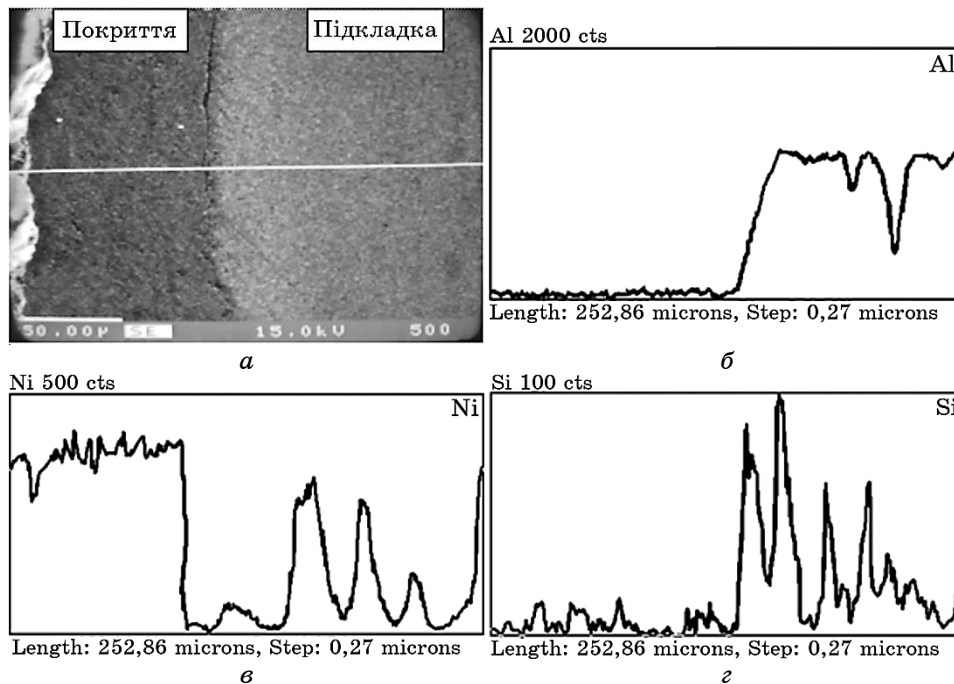 Покриття Підкладка
50.00µ SE 15.0kV 500
а
Al 2000 cts
Al
Length: 252,86 microns, Step: 0,27 microns
б
Ni 500 cts
Ni
Length: 252,86 microns, Step: 0,27 microns
в
Si 100 cts
Si
Length: 252,86 microns, Step: 0,27 microns
г